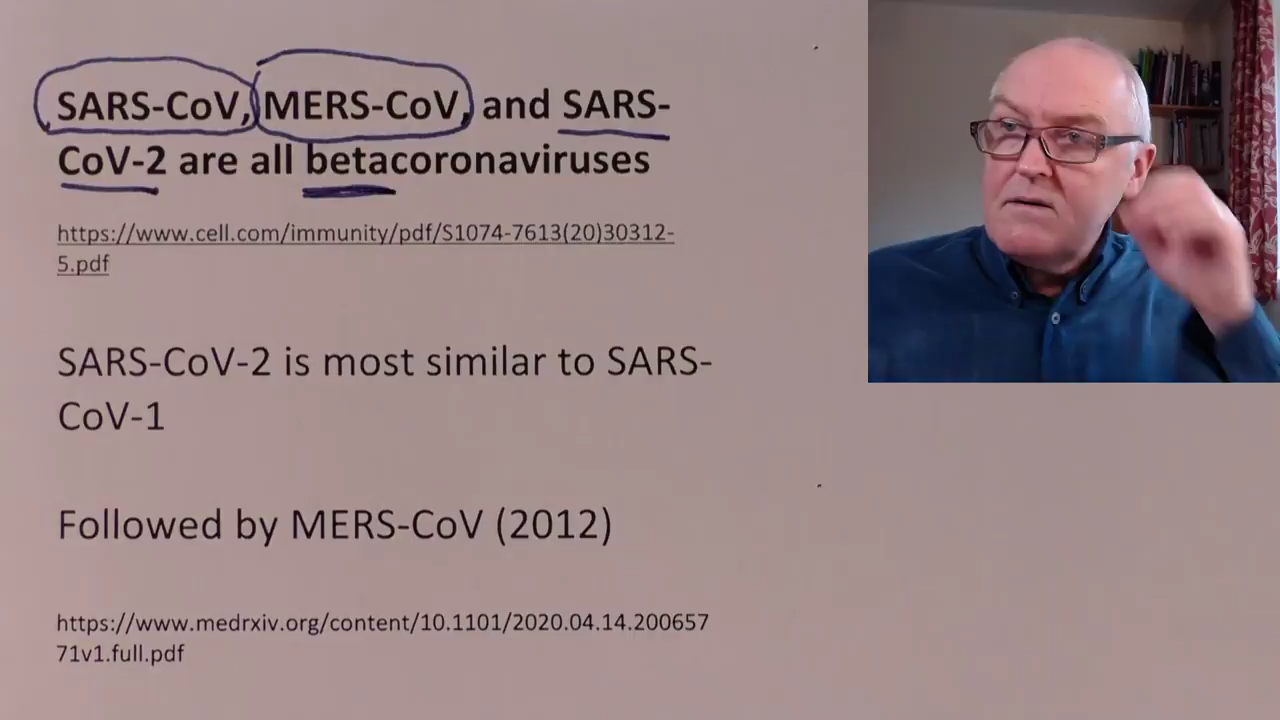 SARS-CoV, MERS-CoV, and SARS-
CoV-2 are all betacoronaviruses
https://www.cell.com/immunity/pdf/S1074-7613(20)30312-
5.pdf
SARS-CoV-2 is most similar to SARS-
CoV-1
Followed by MERS-CoV (2012)
https://www.medrxiv.org/content/10.1101/2020.04.14.200657
71v1.full.pdf